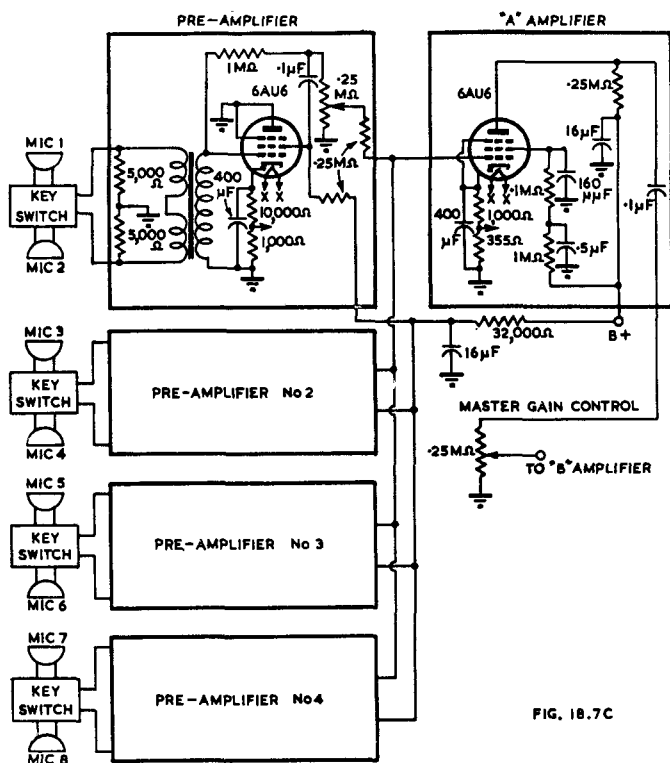 PRE-AMPLIFIER
"A" AMPLIFIER
1MΩ
·1μF
·25
MΩ
6AU6
·25MΩ
5,000
Ω
5,000
Ω
400
μF
X X
10,000Ω
1,000Ω
6AU6
·25MΩ
16μF
·1MΩ
160
μμF
400
μF
X X
1,000Ω
355Ω
1MΩ
·5μF
·1μF
MIC 1
KEY
SWITCH
MIC 2
32,000Ω
B+
16μF
MIC 3
KEY
SWITCH
MIC 4
PRE-AMPLIFIER No 2
MASTER GAIN CONTROL
·25MΩ
TO "B" AMPLIFIER
MIC 5
KEY
SWITCH
MIC 6
PRE-AMPLIFIER No 3
MIC 7
KEY
SWITCH
MIC 8
PRE-AMPLIFIER No 4
FIG. 18.7C